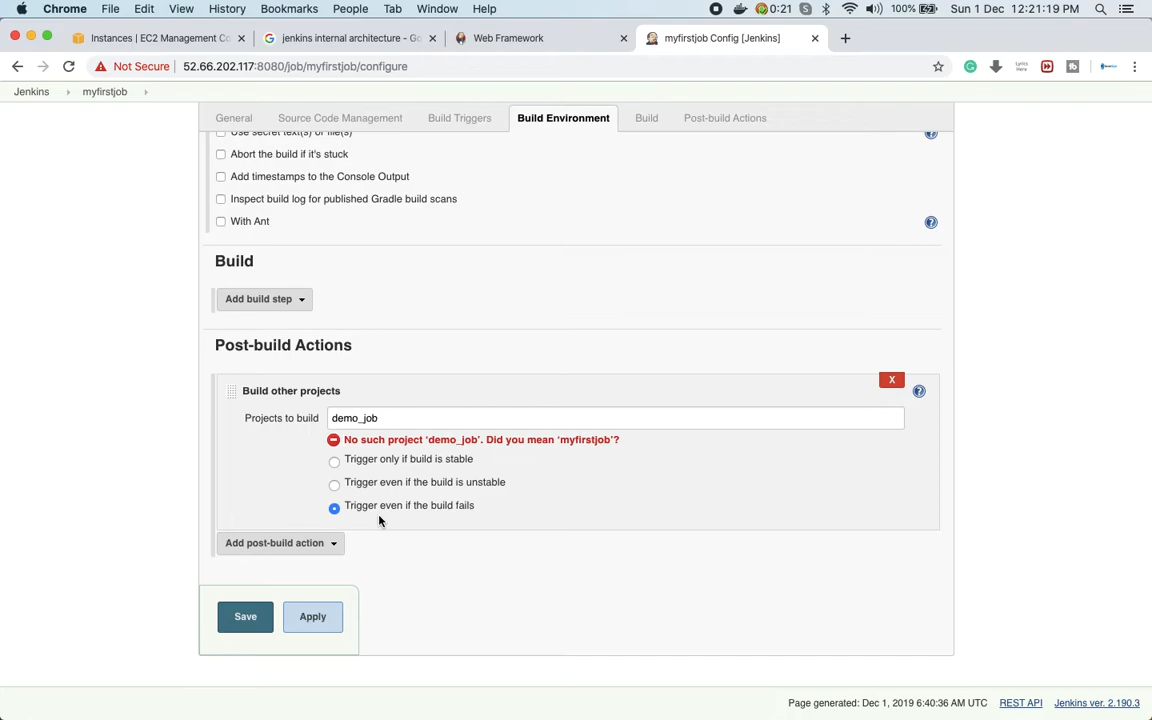 Chrome File Edit View History Bookmarks People Tab Window Help 0:21 100% Sun 1 Dec 12:21:19 PM
Instances | EC2 Management Co jenkins internal architecture - Go Web Framework myfirstjob Config [Jenkins]
Not Secure 52.66.202.117:8080/job/myfirstjob/configure
Jenkins myfirstjob
General Source Code Management Build Triggers Build Environment Build Post-build Actions
Use secret text(s) or file(s)
Abort the build if it's stuck
Add timestamps to the Console Output
Inspect build log for published Gradle build scans
With Ant
Build
Add build step
Post-build Actions
X
Build other projects
Projects to build demo_job
No such project ‘demo_job’. Did you mean ‘myfirstjob’?
Trigger only if build is stable
Trigger even if the build is unstable
Trigger even if the build fails
Add post-build action
Save Apply
Page generated: Dec 1, 2019 6:40:36 AM UTC REST API Jenkins ver. 2.190.3